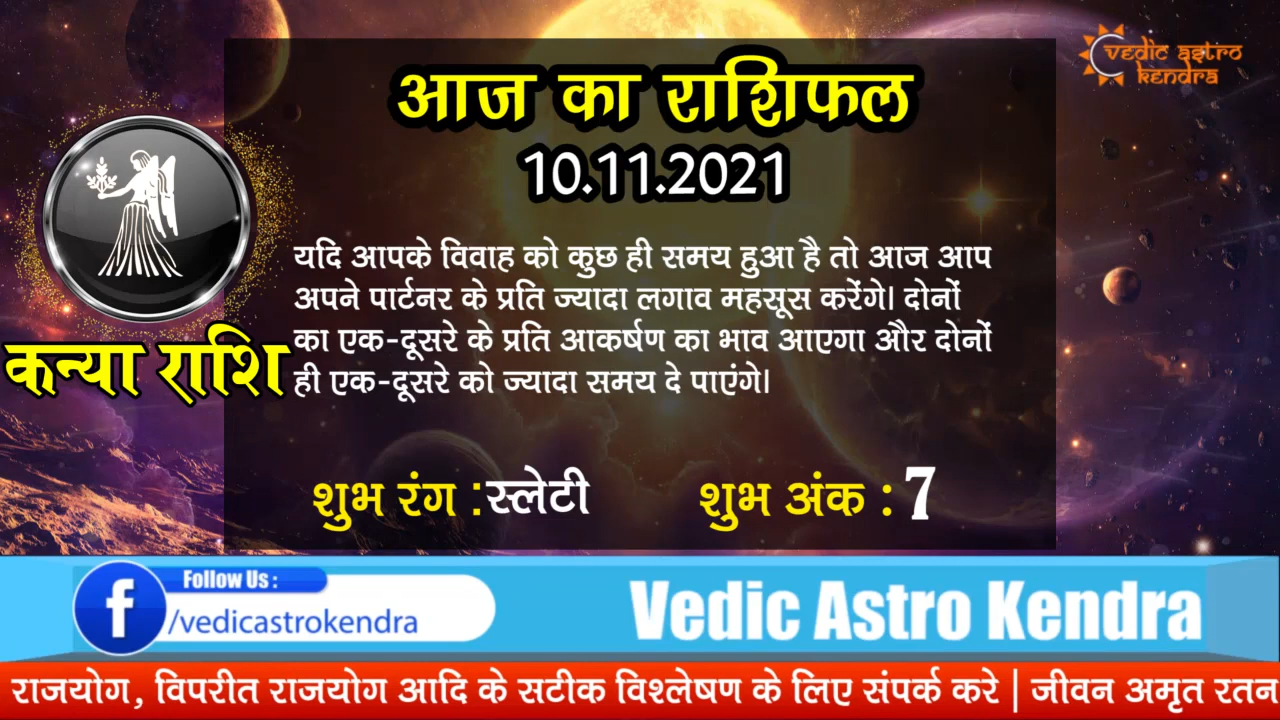 vedic astro
kendra
आज का राशिफल
10.11.2021
यदि आपके विवाह को कुछ ही समय हुआ है तो आज आप
अपने पार्टनर के प्रति ज्यादा लगाव महसूस करेंगे। दोनों
का एक-दूसरे के प्रति आकर्षण का भाव आएगा और दोनों
ही एक-दूसरे को ज्यादा समय दे पाएंगे।
कन्या राशि
शुभ रंग :स्लेटी शुभ अंक : 7
Follow Us :
/vedicastrokendra
Vedic Astro Kendra
राजयोग, विपरीत राजयोग आदि के सटीक विश्लेषण के लिए संपर्क करे | जीवन अमृत रतन